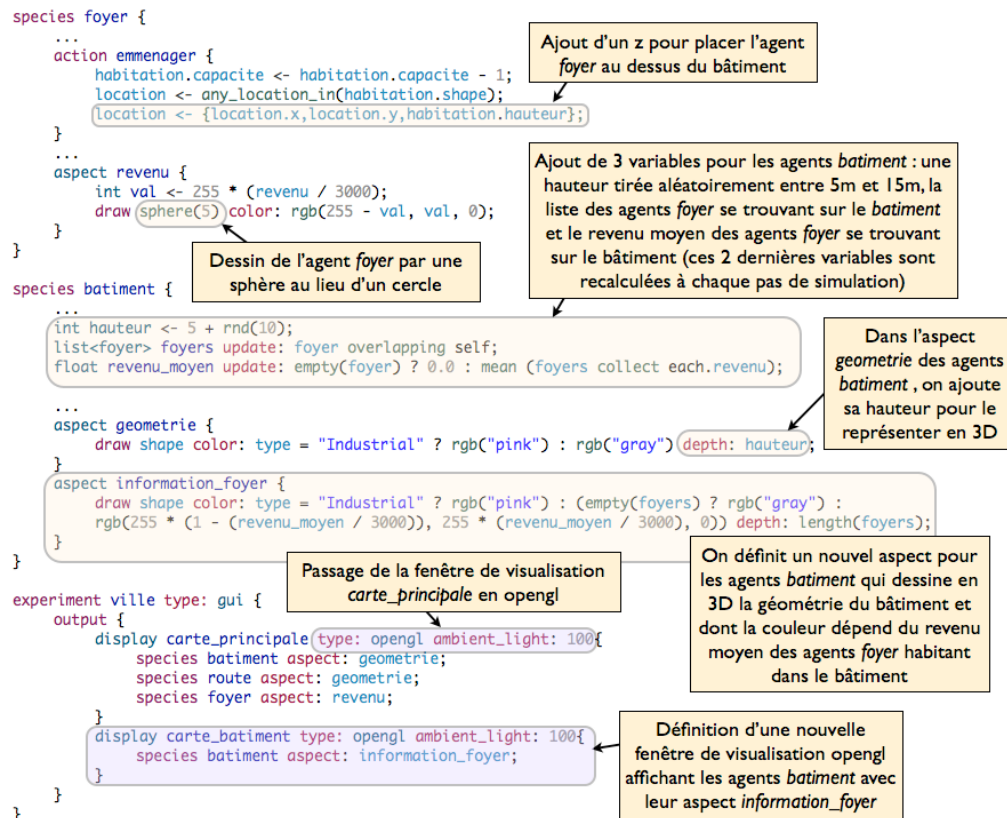 species foyer {
...
action emmenager {
habitation.capacite <- habitation.capacite - 1;
location <- any_location_in(habitation.shape);
location <- {location.x,location.y,habitation.hauteur};
}
...
aspect revenu {
int val <- 255 * (revenu / 3000);
draw sphere(5) color: rgb(255 - val, val, 0);
}
}
Ajout d'un z pour placer l'agent
foyer au dessus du bâtiment
Dessin de l'agent foyer par une
sphère au lieu d'un cercle
Ajout de 3 variables pour les agents batiment : une
hauteur tirée aléatoirement entre 5m et 15m, la
liste des agents foyer se trouvant sur le batiment
et le revenu moyen des agents foyer se trouvant
sur le bâtiment (ces 2 dernières variables sont
recalculées à chaque pas de simulation)
species batiment {
...
int hauteur <- 5 + rnd(10);
list<foyer> foyers update: foyer overlapping self;
float revenu_moyen update: empty(foyer) ? 0.0 : mean (foyers collect each.revenu);
...
aspect geometrie {
draw shape color: type = "Industrial" ? rgb("pink") : rgb("gray") depth: hauteur;
}
aspect information_foyer {
draw shape color: type = "Industrial" ? rgb("pink") : (empty(foyers) ? rgb("gray") :
rgb(255 * (1 - (revenu_moyen / 3000)), 255 * (revenu_moyen / 3000), 0)) depth: length(foyers);
}
}
Dans l'aspect
geometrie des agents
batiment , on ajoute
sa hauteur pour le
représenter en 3D
On définit un nouvel aspect pour
les agents batiment qui dessine en
3D la géométrie du bâtiment et
dont la couleur dépend du revenu
moyen des agents foyer habitant
dans le bâtiment
Passage de la fenêtre de visualisation
carte_principale en opengl
experiment ville type: gui {
output {
display carte_principale type: opengl ambient_light: 100{
species batiment aspect: geometrie;
species route aspect: geometrie;
species foyer aspect: revenu;
}
display carte_batiment type: opengl ambient_light: 100{
species batiment aspect: information_foyer;
}
}
}
Définition d'une nouvelle
fenêtre de visualisation opengl
affichant les agents batiment avec
leur aspect information_foyer